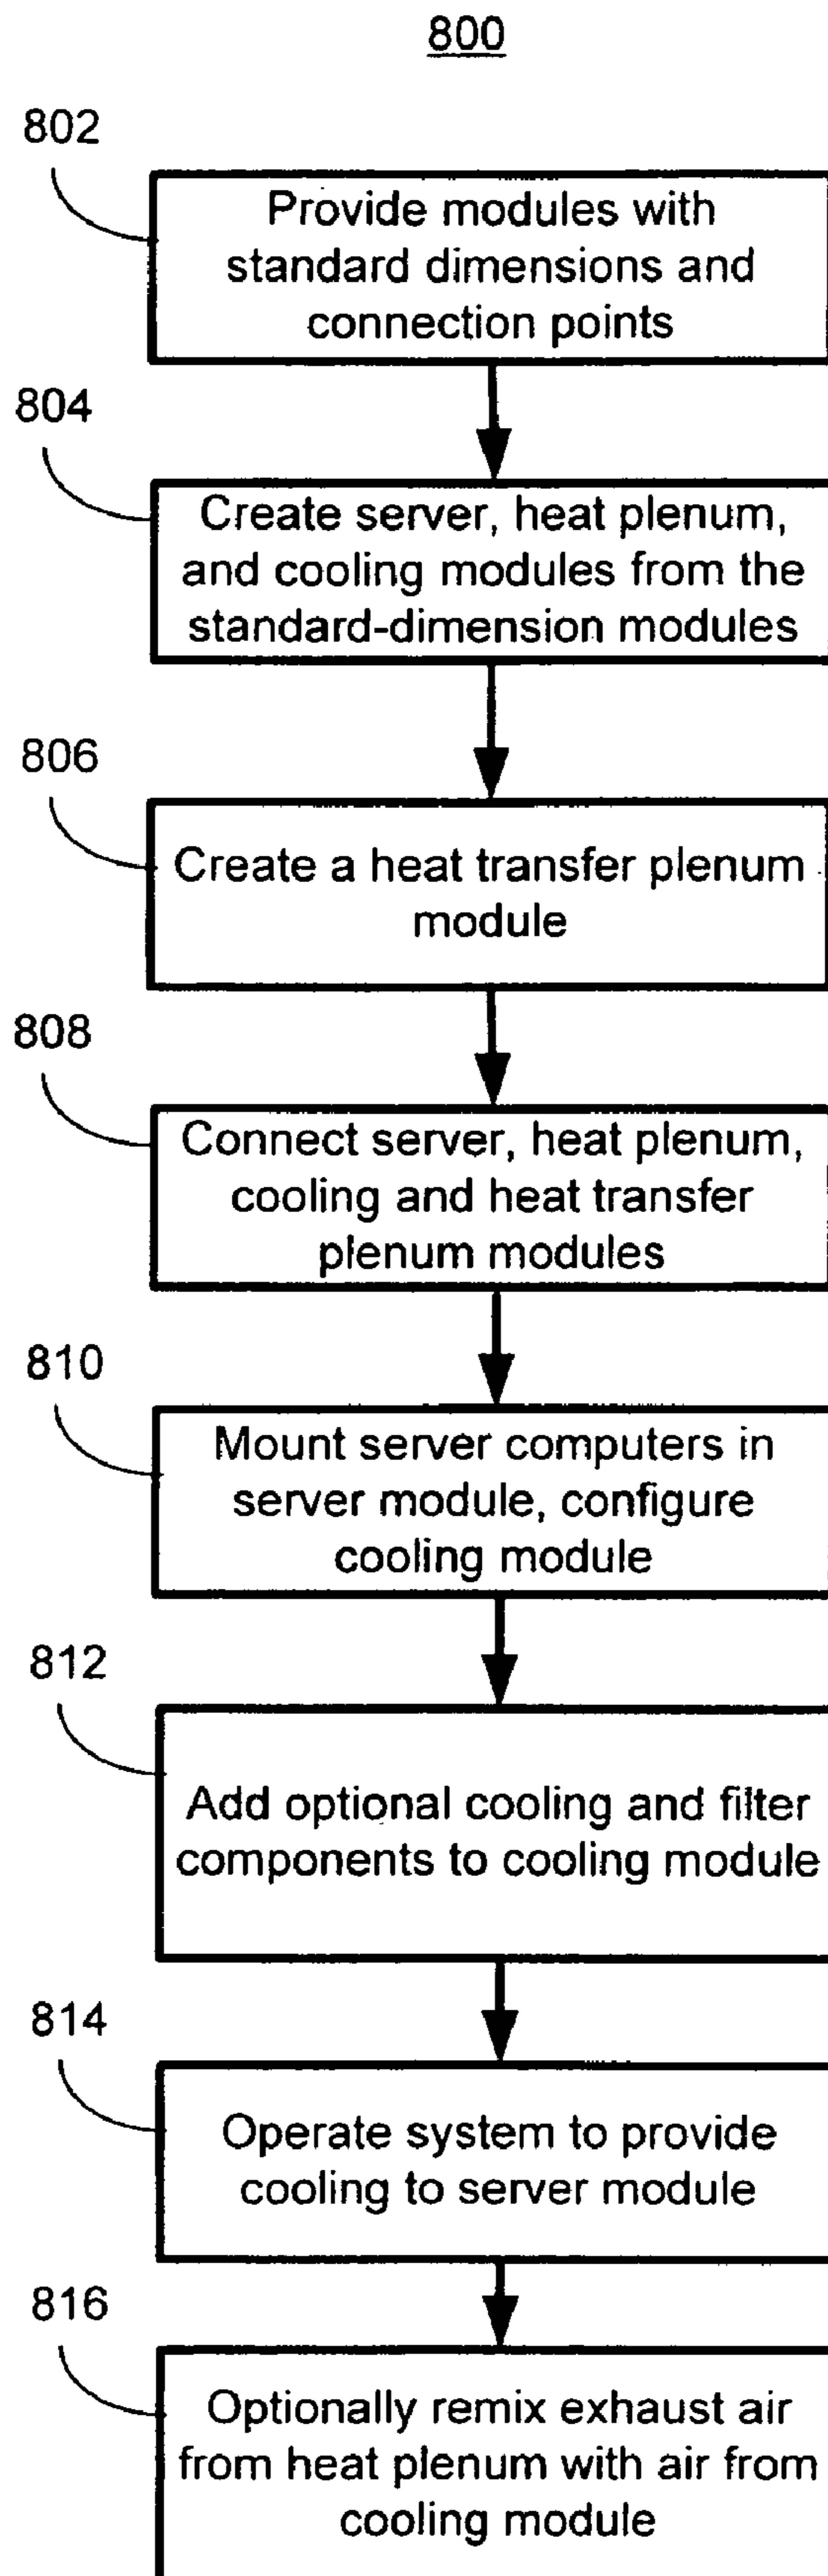 800
802
Provide modules with
standard dimensions and
connection points
804
Create server, heat plenum,
and cooling modules from the
standard-dimension modules
806
Create a heat transfer plenum
module
808
Connect server, heat plenum,
cooling and heat transfer
plenum modules
810
Mount server computers in
server module, configure
cooling module
812
Add optional cooling and filter
components to cooling module
814
Operate system to provide
cooling to server module
816
Optionally remix exhaust air
from heat plenum with air from
cooling module